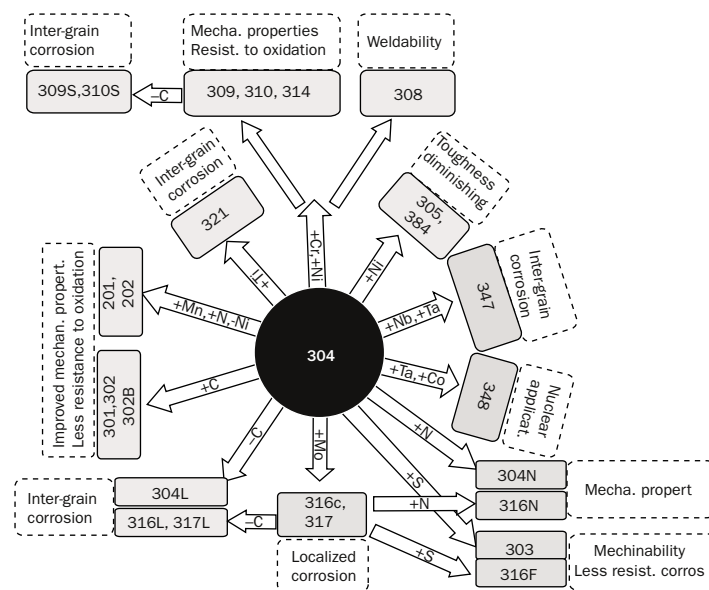 Inter-grain
corrosion
Mecha. properties
Resist. to oxidation
Weldability
309S,310S
–C
309, 310, 314
308
Inter-grain
corrosion
321
Toughness
diminishing
305,
384
+Cr,+Ni
+Ti
+Ni
Inter-grain
corrosion
347
+Nb,+Ta
Improved mechan. propert.
Less resistance to oxidation
201,
202
+Mn,+N,-Ni
304
301,302
302B
+C
+Ta,+Co
348
Nuclear
applicat.
–C
+Mo
+N
+S
Inter-grain
corrosion
304L
316L, 317L
–C
316c,
317
+N
304N
316N
Mecha. propert
Localized
corrosion
+S
303
316F
Mechinability
Less resist. corros